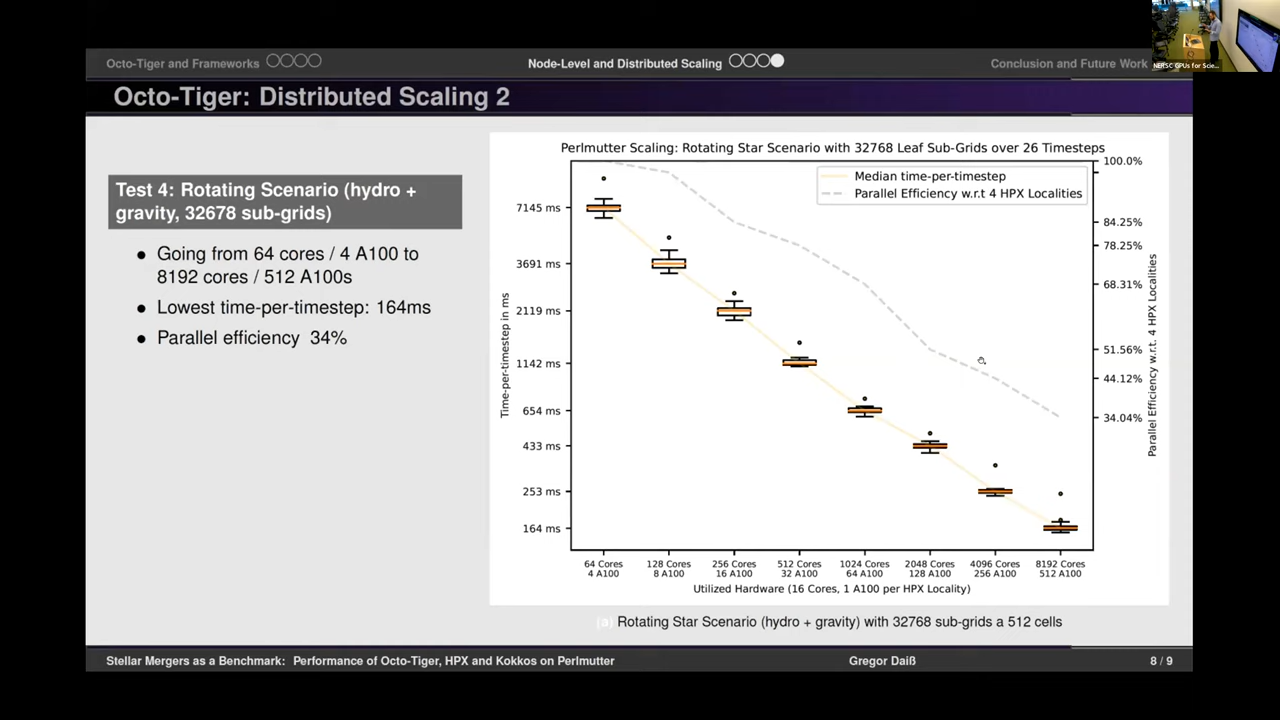 Octo-Tiger and Frameworks
Node-Level and Distributed Scaling
Conclusion and Future Work
NERSC GPUs for Scie...
Octo-Tiger: Distributed Scaling 2
Test 4: Rotating Scenario (hydro +
gravity, 32678 sub-grids)
● Going from 64 cores / 4 A100 to
8192 cores / 512 A100s
● Lowest time-per-timestep: 164ms
● Parallel efficiency 34%
Perlmutter Scaling: Rotating Star Scenario with 32768 Leaf Sub-Grids over 26 Timesteps
Median time-per-timestep
Parallel Efficiency w.r.t 4 HPX Localities
Time-per-timestep in ms
7145 ms
3691 ms
2119 ms
1142 ms
654 ms
433 ms
253 ms
164 ms
100.0%
84.25%
78.25%
68.31%
51.56%
44.12%
34.04%
Parallel Efficiency w.r.t. 4 HPX Localities
64 Cores 128 Cores 256 Cores 512 Cores 1024 Cores 2048 Cores 4096 Cores 8192 Cores
4 A100 8 A100 16 A100 32 A100 64 A100 128 A100 256 A100 512 A100
Utilized Hardware (16 Cores, 1 A100 per HPX Locality)
(a) Rotating Star Scenario (hydro + gravity) with 32768 sub-grids a 512 cells
Stellar Mergers as a Benchmark: Performance of Octo-Tiger, HPX and Kokkos on Perlmutter
Gregor Daiß
8 / 9